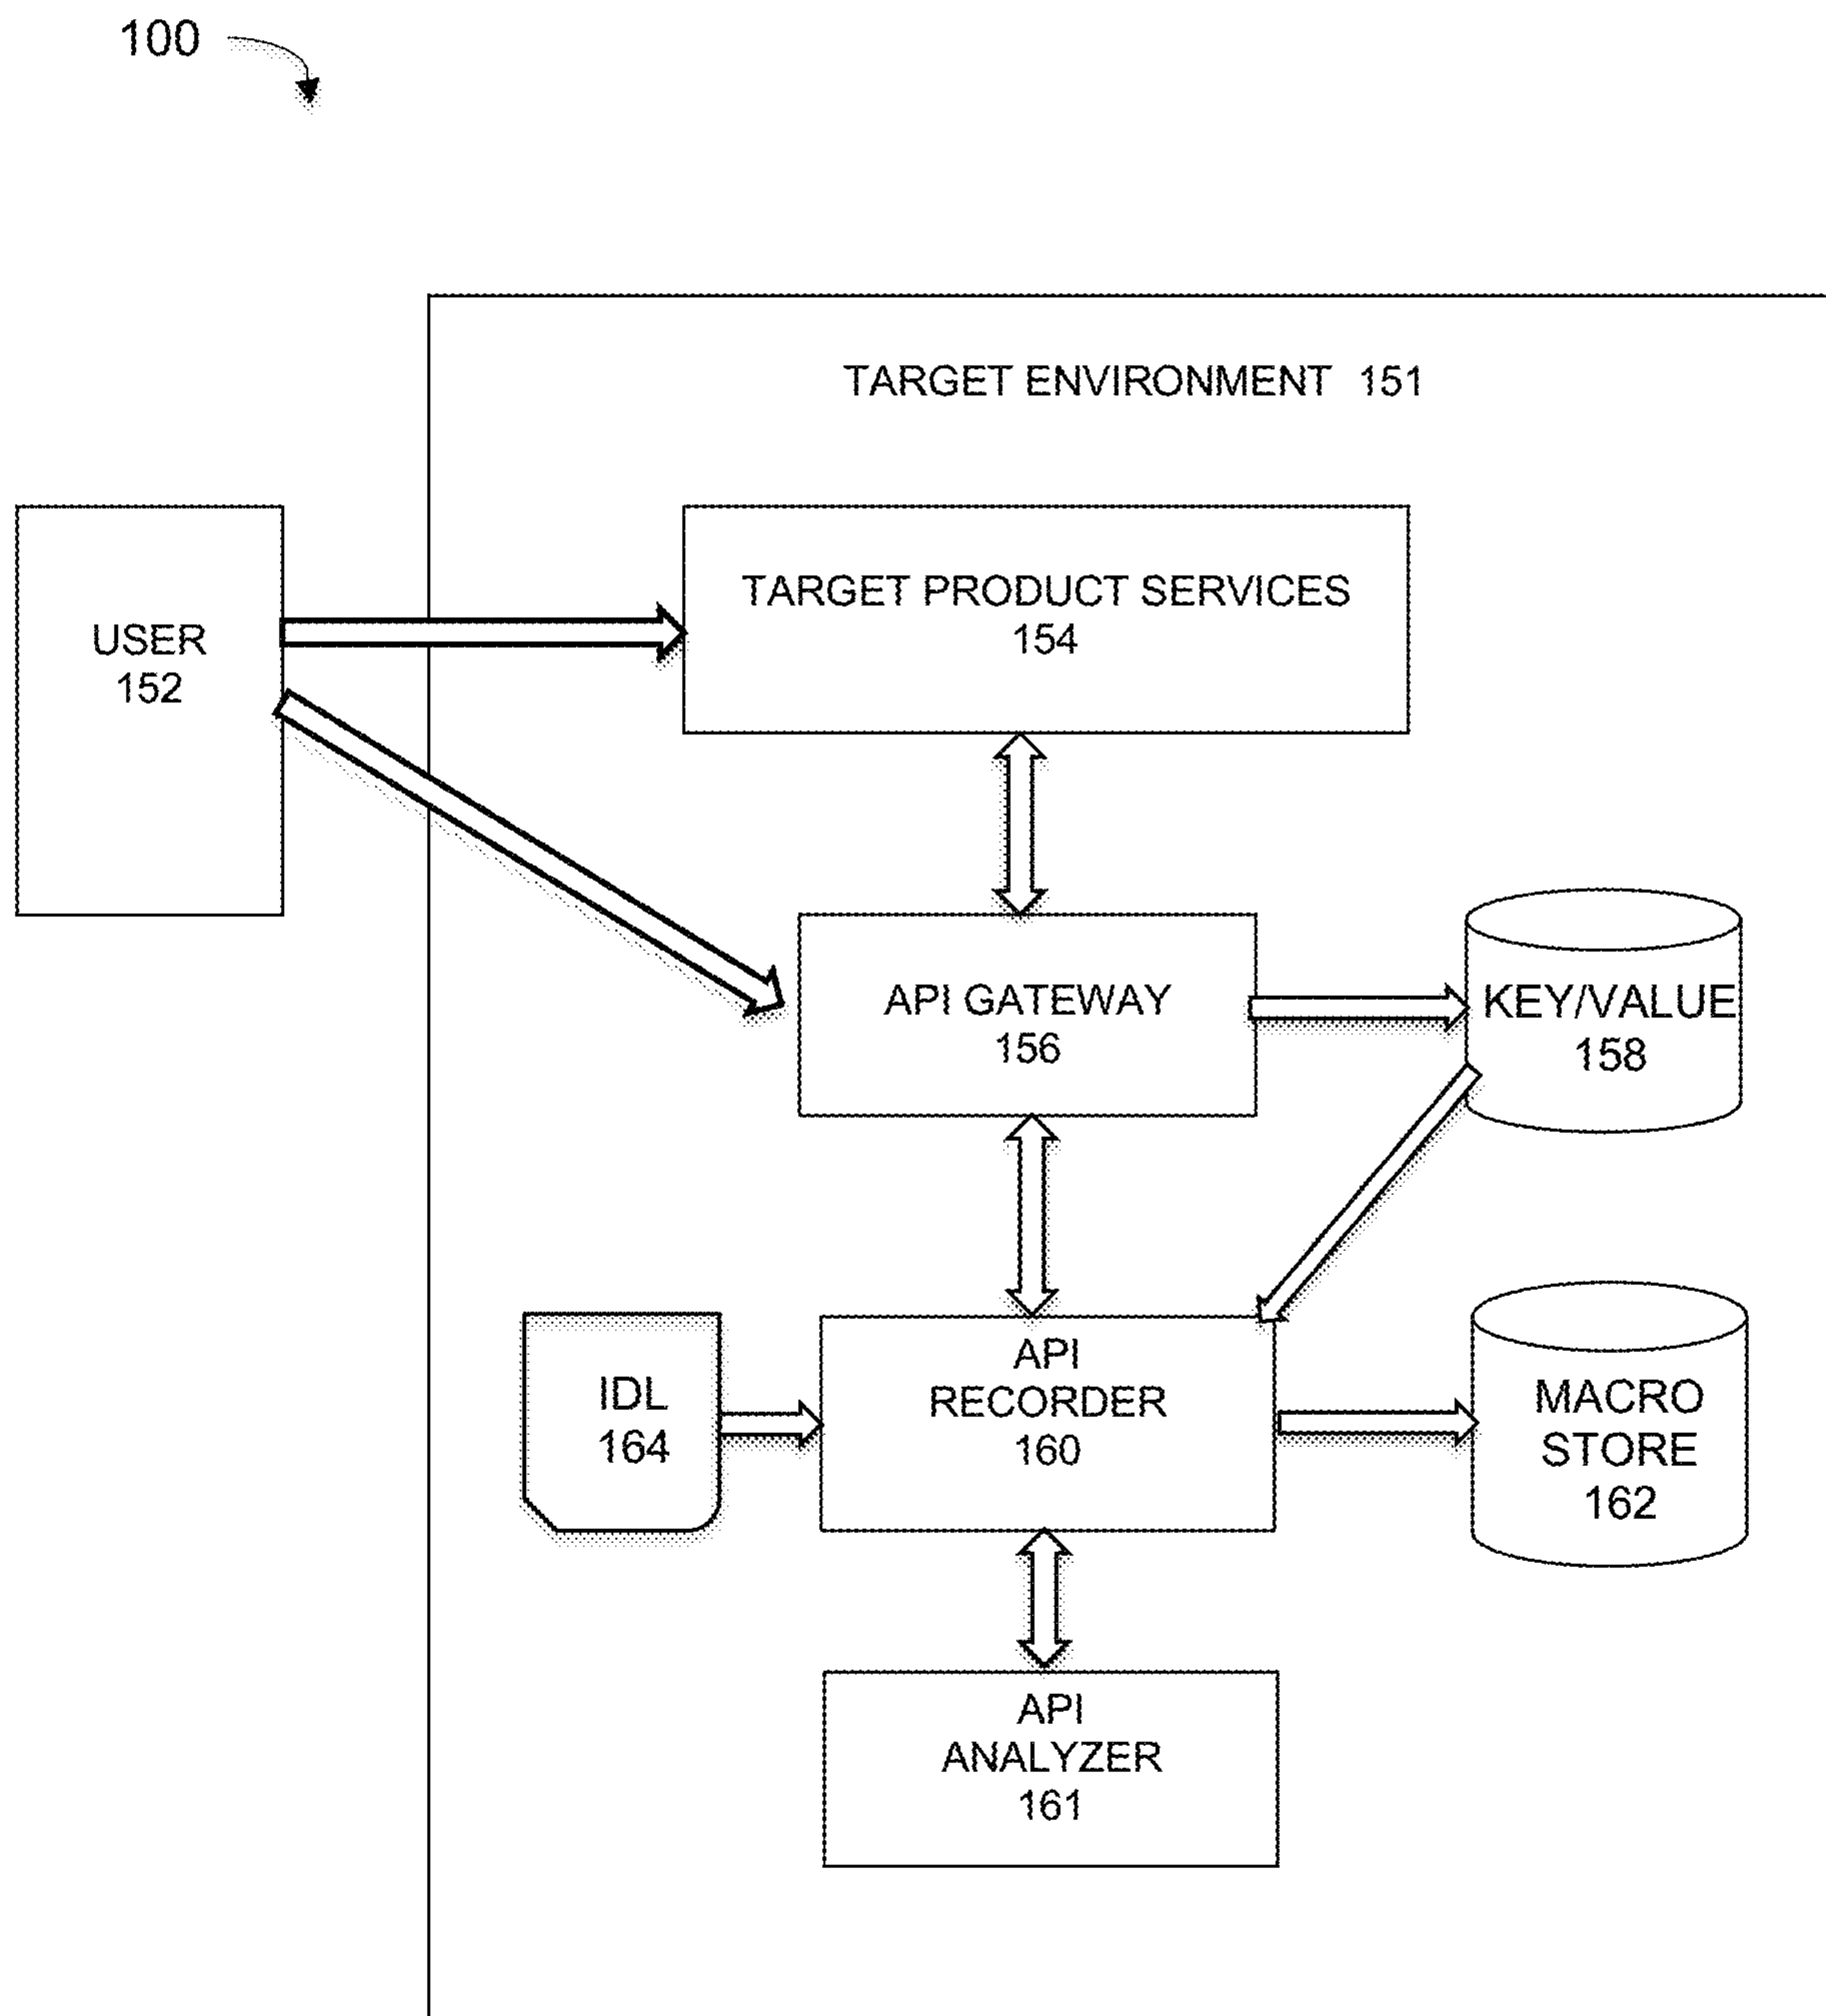 100
TARGET ENVIRONMENT 151
TARGET PRODUCT SERVICES
154
USER
152
API GATEWAY
156
KEY/VALUE
158
IDL
164
API
RECORDER
160
MACRO
STORE
162
API
ANALYZER
161